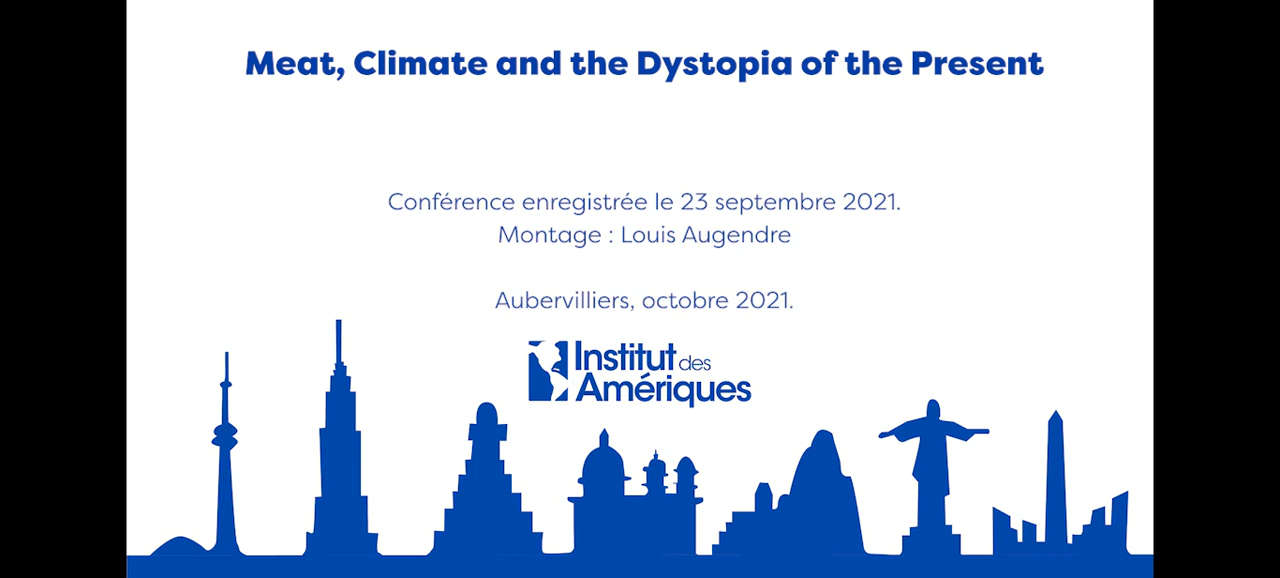 Meat, Climate and the Dystopia of the Present
Conférence enregistrée le 23 septembre 2021.
Montage : Louis Augendre
Aubervilliers, octobre 2021.
Institut des
Amériques